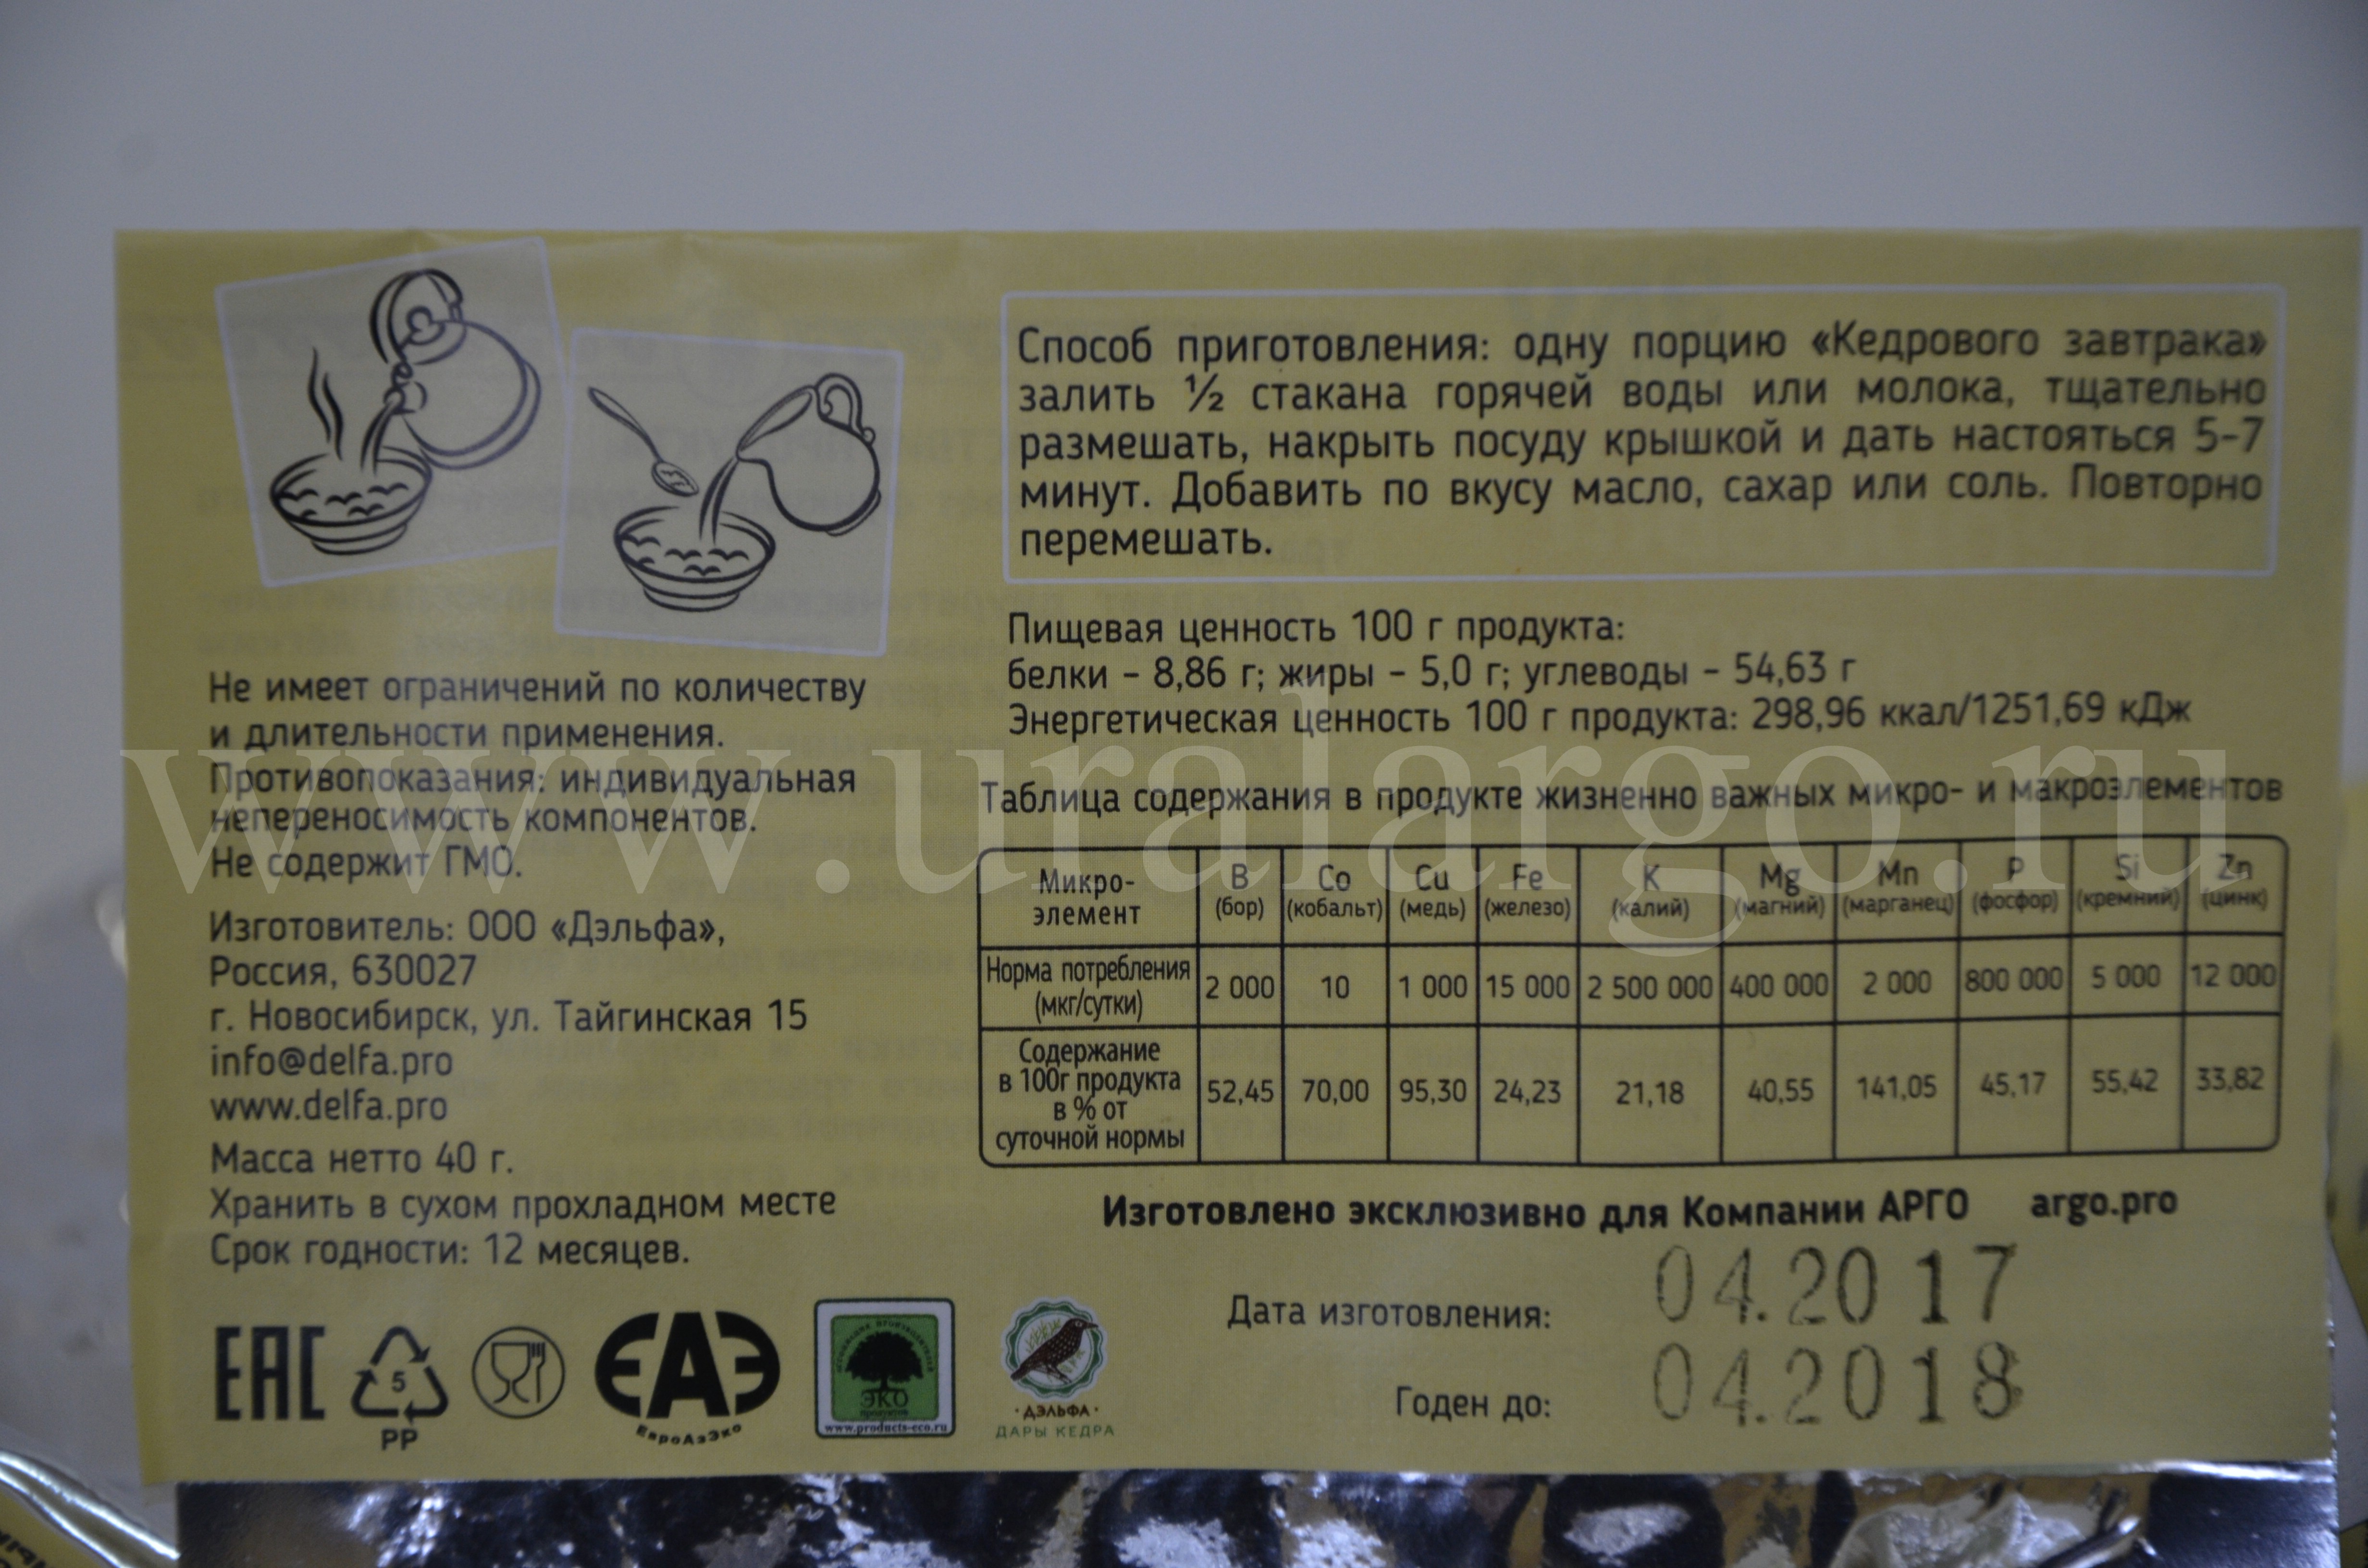 Способ приготовления: одну порцию «Кедрового завтрака»
залить ½ стакана горячей воды или молока, тщательно
размешать, накрыть посуду крышкой и дать настояться 5-7
минут. Добавить по вкусу масло, сахар или соль. Повторно
перемешать.
Пищевая ценность 100 г продукта:
белки – 8,86 г; жиры – 5,0 г; углеводы – 54,63 г
Энергетическая ценность 100 г продукта: 298,96 ккал/1251,69 кДж
Не имеет ограничений по количеству
и длительности применения.
Противопоказания: индивидуальная
непереносимость компонентов.
Не содержит ГМО.
Изготовитель: ООО «Дэльфа»,
Россия, 630027
г. Новосибирск, ул. Тайгинская 15
info@delfa.pro
www.delfa.pro
Масса нетто 40 г.
Хранить в сухом прохладном месте
Срок годности: 12 месяцев.
www.uralargo.ru
Таблица содержания в продукте жизненно важных микро- и макроэлементов
Микро-элемент B (бор) Co (кобальт) Cu (медь) Fe (железо) K (калий) Mg (магний) Mn (марганец) P (фосфор) Si (кремний) Zn (цинк)
Норма потребления (мкг/сутки) 2 000 10 1 000 15 000 2 500 000 400 000 2 000 800 000 5 000 12 000
Содержание в 100г продукта в % от суточной нормы 52,45 70,00 95,30 24,23 21,18 40,55 141,05 45,17 55,42 33,82
Изготовлено эксклюзивно для Компании АРГО argo.pro
Дата изготовления: 04.2017
Годен до: 04.2018
ЕАС
5
PP
ЕАЭ
ЕвроАзЭко
ЭКО
www.products-eco.ru
·ДЭЛЬФА·
ДАРЫ КЕДРА